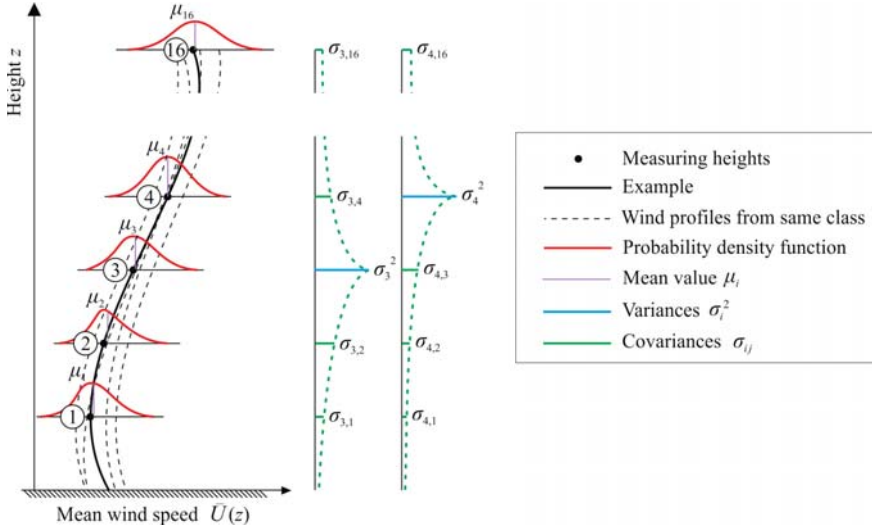 Height z
μ16
16
μ4
4
μ3
3
μ2
2
1
Mean wind speed Ū(z)
σ3,16
σ3,4
σ3²
σ3,2
σ3,1
σ4,16
σ4²
σ4,3
σ4,2
σ4,1
Measuring heights
Example
Wind profiles from same class
Probability density function
Mean value μi
Variances σi²
Covariances σij